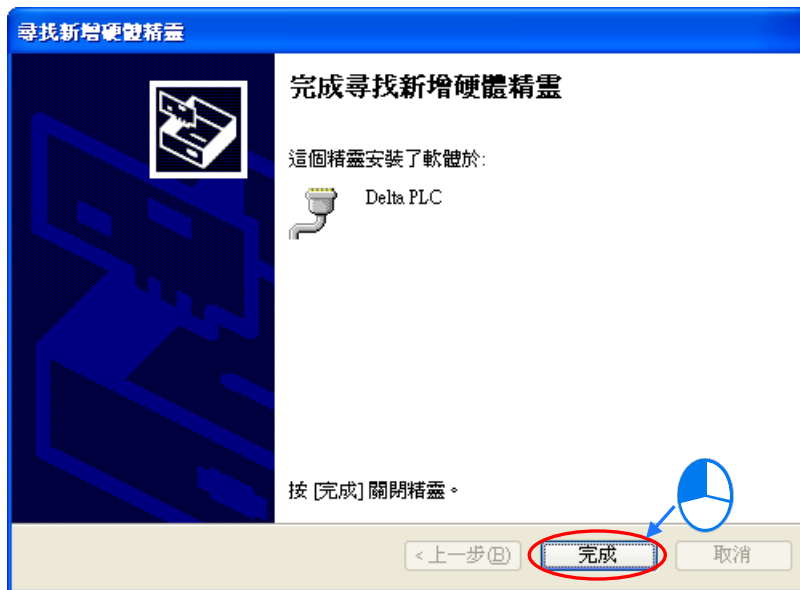 尋找新增硬體精靈
完成尋找新增硬體精靈
這個精靈安裝了軟體於:
Delta PLC
按 [完成] 關閉精靈。
< 上一步(B)
完成
取消